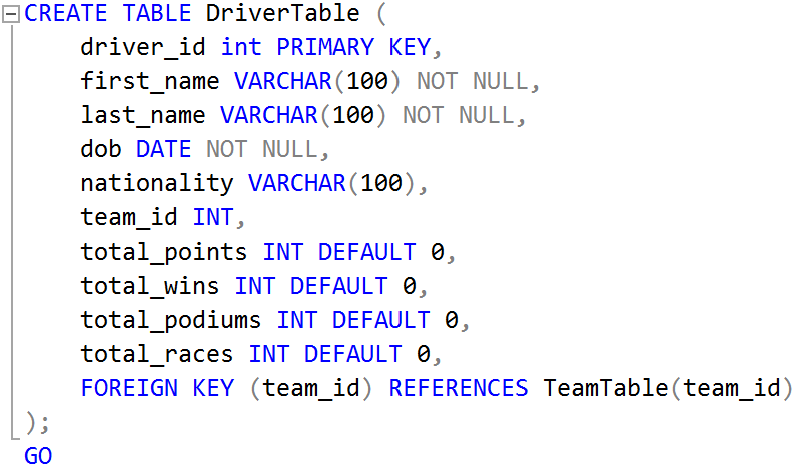 CREATE TABLE DriverTable (
driver_id int PRIMARY KEY,
first_name VARCHAR(100) NOT NULL,
last_name VARCHAR(100) NOT NULL,
dob DATE NOT NULL,
nationality VARCHAR(100),
team_id INT,
total_points INT DEFAULT 0,
total_wins INT DEFAULT 0,
total_podiums INT DEFAULT 0,
total_races INT DEFAULT 0,
FOREIGN KEY (team_id) REFERENCES TeamTable(team_id)
);
GO